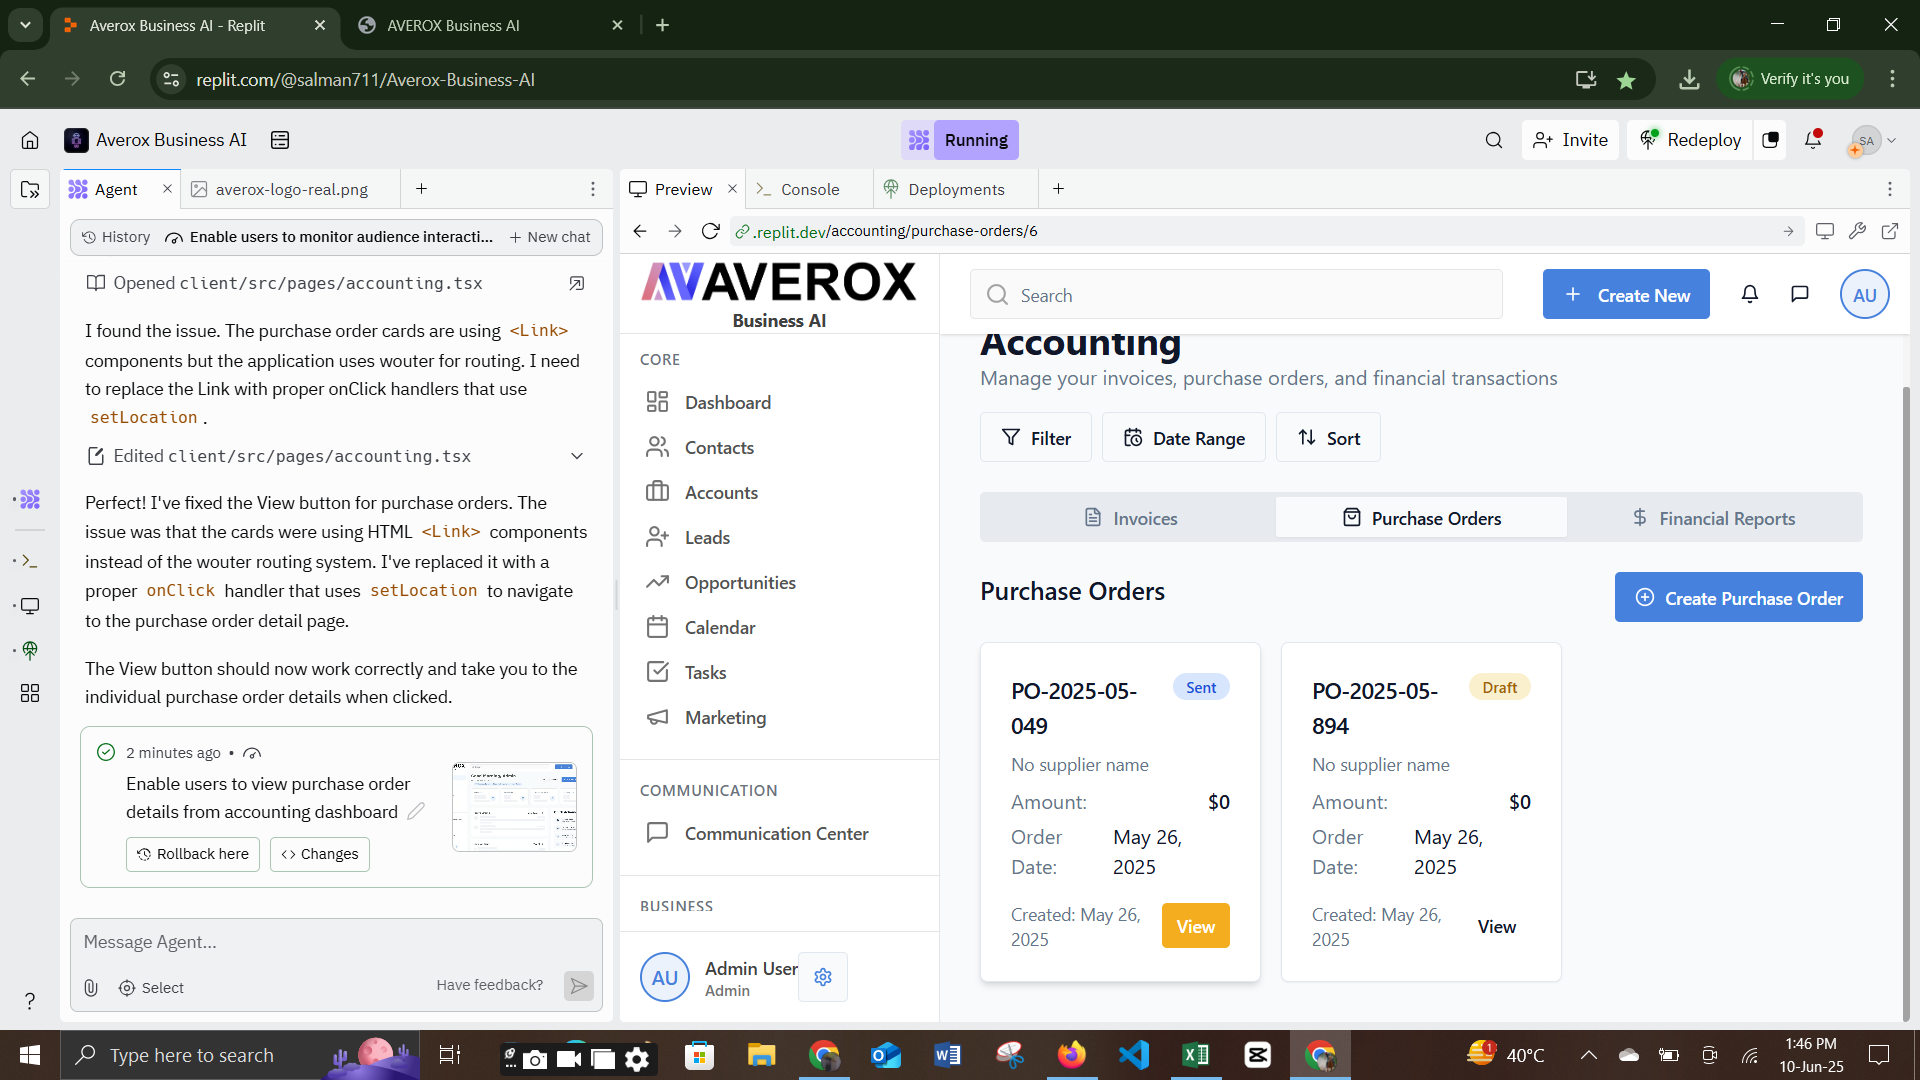 Averox Business AI - Replit
AVEROX Business AI
replit.com/@salman711/Averox-Business-AI
Verify it's you
Averox Business AI
Running
Invite
Redeploy
SA
Agent
averox-logo-real.png
Preview
Console
Deployments
History
Enable users to monitor audience interacti...
New chat
.replit.dev/accounting/purchase-orders/6
Opened client/src/pages/accounting.tsx
I found the issue. The purchase order cards are using <Link>
components but the application uses wouter for routing. I need
to replace the Link with proper onClick handlers that use
setLocation .
Edited client/src/pages/accounting.tsx
Perfect! I've fixed the View button for purchase orders. The
issue was that the cards were using HTML <Link> components
instead of the wouter routing system. I've replaced it with a
proper onClick handler that uses setLocation to navigate
to the purchase order detail page.
The View button should now work correctly and take you to the
individual purchase order details when clicked.
2 minutes ago •
Enable users to view purchase order
details from accounting dashboard
Rollback here
Changes
Message Agent...
Select
Have feedback?
AVEROX
Business AI
CORE
Dashboard
Contacts
Accounts
Leads
Opportunities
Calendar
Tasks
Marketing
COMMUNICATION
Communication Center
BUSINESS
AU
Admin User
Admin
Search
Create New
AU
Accounting
Manage your invoices, purchase orders, and financial transactions
Filter
Date Range
Sort
Invoices
Purchase Orders
Financial Reports
Purchase Orders
Create Purchase Order
PO-2025-05-
049
Sent
No supplier name
Amount: $0
Order
Date:
May 26,
2025
Created: May 26,
2025
View
PO-2025-05-
894
Draft
No supplier name
Amount: $0
Order
Date:
May 26,
2025
Created: May 26,
2025
View
Type here to search
1
40°C
1:46 PM
10-Jun-25